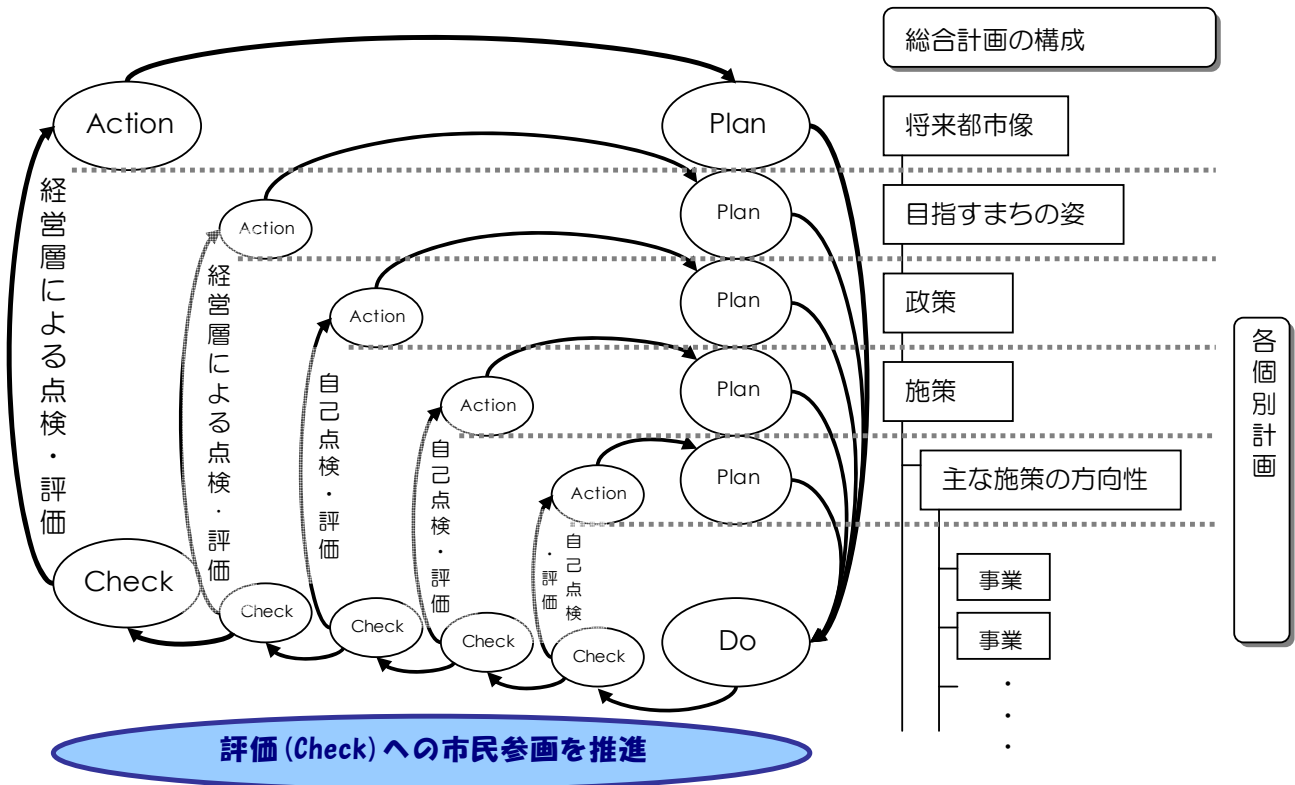 総合計画の構成
Action
Plan
将来都市像
経営層による点検・評価
Action
Plan
目指すまちの姿
経営層による点検・評価
Action
Plan
政策
自己点検・評価
Action
Plan
施策
各個別計画
自己点検・評価
Action
Plan
主な施策の方向性
自己点検
・評価
事業
事業
・
・
・
Check
Check
Check
Check
Check
Do
評価(Check)への市民参画を推進